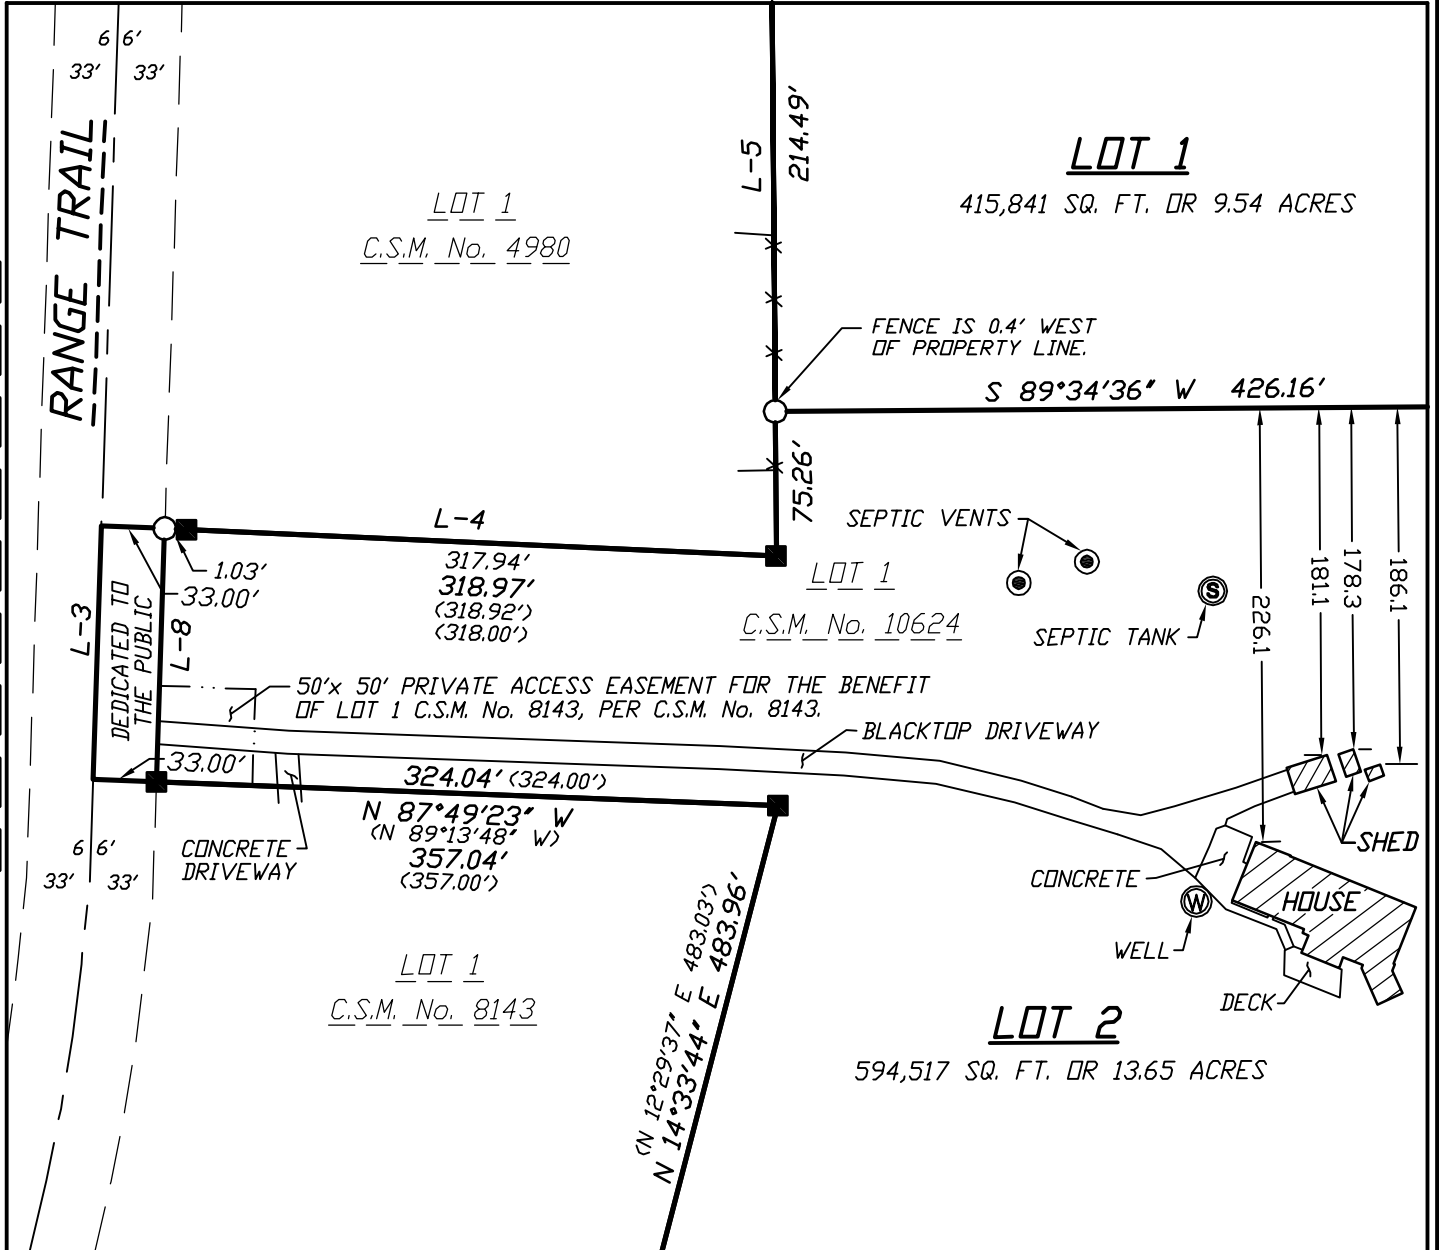 6 6'
33' 33'
RANGE TRAIL
LOT 1
C.S.M. No. 4980
L-5
214.49'
LOT 1
415,841 SQ. FT. OR 9.54 ACRES
FENCE IS 0.4' WEST
OF PROPERTY LINE.
S 89°34'36" W 426.16'
75.26'
L-4
317.94'
318.97'
(318.92')
(318.00')
1.03'
33.00'
L-3
DEDICATED TO
THE PUBLIC
L-8
SEPTIC VENTS
LOT 1
C.S.M. No. 10624
S
SEPTIC TANK
226.1
181.1
178.3
186.1
50'x 50' PRIVATE ACCESS EASEMENT FOR THE BENEFIT
OF LOT 1 C.S.M. No. 8143, PER C.S.M. No. 8143.
BLACKTOP DRIVEWAY
33.00'
324.04' (324.00')
N 87°49'23" W
(N 89°13'48" W)
357.04'
(357.00')
CONCRETE
DRIVEWAY
6 6'
33' 33'
SHED
CONCRETE
HOUSE
W
WELL
DECK
LOT 1
C.S.M. No. 8143
(N 12°29'37" E 483.03')
N 14°33'44" E 483.96'
LOT 2
594,517 SQ. FT. OR 13.65 ACRES